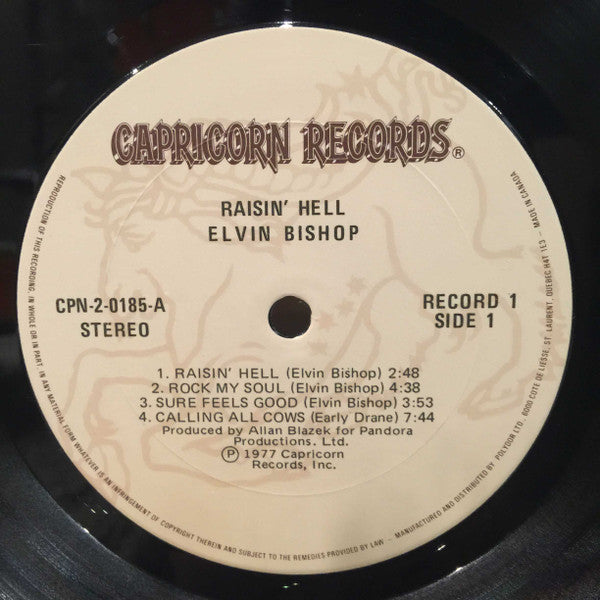 CAPRICORN RECORDS®
RAISIN' HELL
ELVIN BISHOP
CPN-2-0185-A
STEREO
RECORD 1
SIDE 1
1. RAISIN' HELL (Elvin Bishop) 2:48
2. ROCK MY SOUL (Elvin Bishop) 4:38
3. SURE FEELS GOOD (Elvin Bishop) 3:53
4. CALLING ALL COWS (Early Drane) 7:44
Produced by Allan Blazek for Pandora
Productions. Ltd.
Ⓟ 1977 Capricorn
Records, Inc.
REPRODUCTION OF THIS RECORDING, IN WHOLE OR IN PART, IN ANY MATERIAL FORM WHATEVER IS AN INFRINGEMENT OF COPYRIGHT THEREIN AND SUBJECT TO THE REMEDIES PROVIDED BY LAW – MANUFACTURED AND DISTRIBUTED BY POLYDOR LTD., 6000 COTE DE LIESSE, ST. LAURENT, QUEBEC H4T 1E3 – MADE IN CANADA